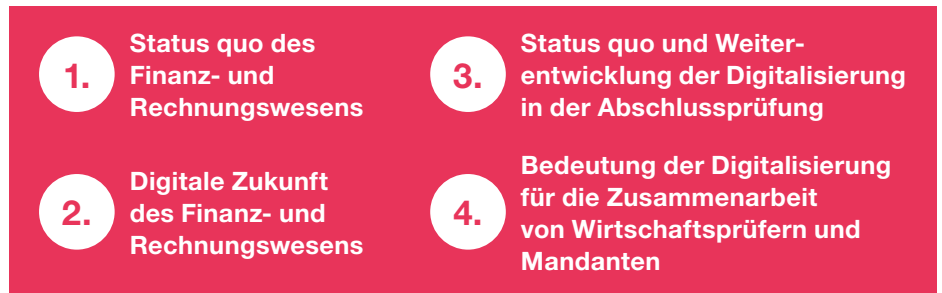 1.
Status quo des
Finanz- und
Rechnungswesens
2.
Digitale Zukunft
des Finanz- und
Rechnungswesens
3.
Status quo und Weiter-
entwicklung der Digitalisierung
in der Abschlussprüfung
4.
Bedeutung der Digitalisierung
für die Zusammenarbeit
von Wirtschaftsprüfern und
Mandanten